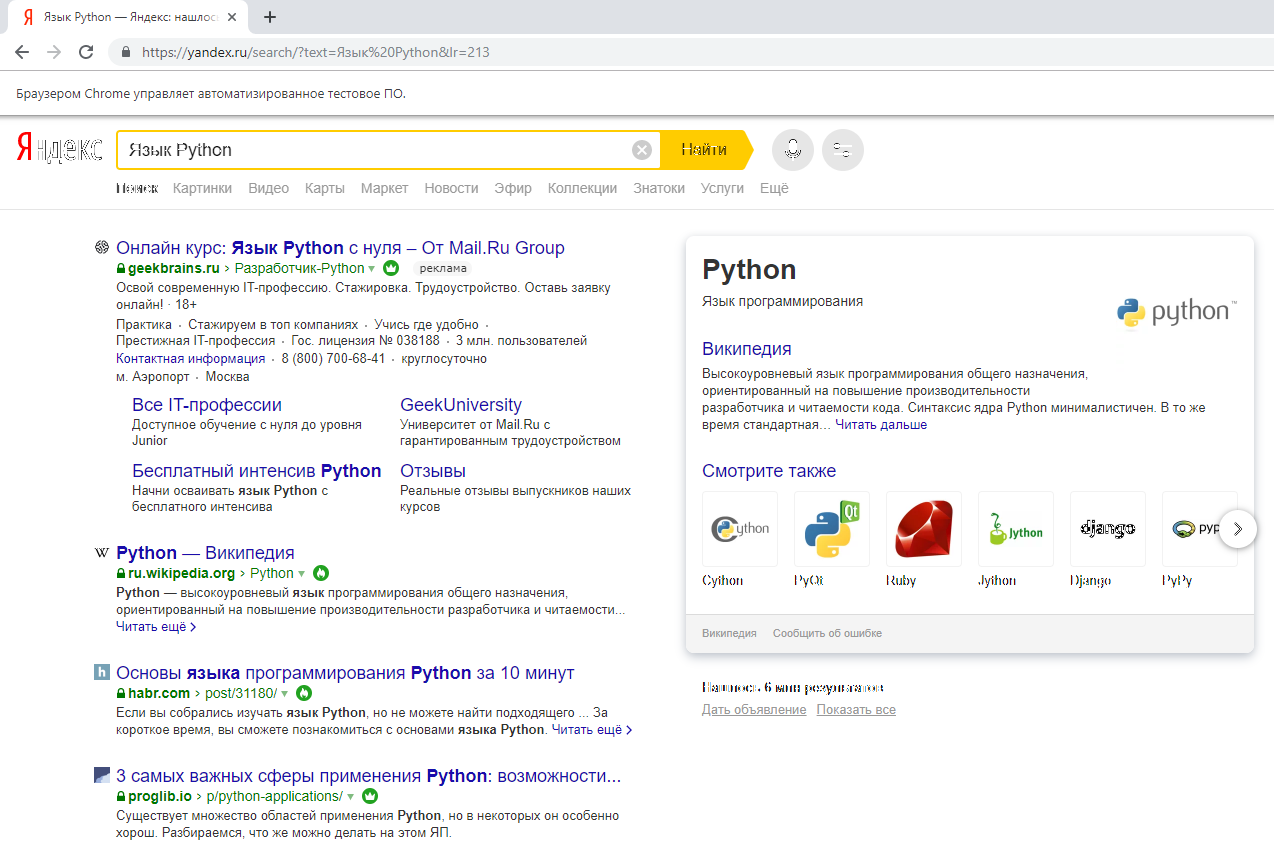 Язык Python — Яндекс: нашлос
https://yandex.ru/search/?text=Язык%20Python&lr=213
Браузером Chrome управляет автоматизированное тестовое ПО.
Яндекс
Язык Python
Найти
Поиск Картинки Видео Карты Маркет Новости Эфир Коллекции Знатоки Услуги Ещё
Онлайн курс: Язык Python с нуля – От Mail.Ru Group
geekbrains.ru › Разработчик-Python реклама
Освой современную IT-профессию. Стажировка. Трудоустройство. Оставь заявку
онлайн! · 18+
Практика · Стажируем в топ компаниях · Учись где удобно ·
Престижная IT-профессия · Гос. лицензия № 038188 · 3 млн. пользователей
Контактная информация · 8 (800) 700-68-41 · круглосуточно
м. Аэропорт · Москва
Все IT-профессии
Доступное обучение с нуля до уровня
Junior
GeekUniversity
Университет от Mail.Ru с
гарантированным трудоустройством
Бесплатный интенсив Python
Начни осваивать язык Python с
бесплатного интенсива
Отзывы
Реальные отзывы выпускников наших
курсов
W
Python — Википедия
ru.wikipedia.org › Python
Python — высокоуровневый язык программирования общего назначения,
ориентированный на повышение производительности разработчика и читаемости...
Читать ещё >
h
Основы языка программирования Python за 10 минут
habr.com › post/31180/
Если вы собрались изучать язык Python, но не можете найти подходящего ... За
короткое время, вы сможете познакомиться с основами языка Python. Читать ещё >
3 самых важных сферы применения Python: возможности...
proglib.io › p/python-applications/
Существует множество областей применения Python, но в некоторых он особенно
хорош. Разбираемся, что же можно делать на этом ЯП.
Python
Язык программирования
python™
Википедия
Высокоуровневый язык программирования общего назначения,
ориентированный на повышение производительности
разработчика и читаемости кода. Синтаксис ядра Python минималистичен. В то же
время стандартная... Читать дальше
Смотрите также
Cython
Qt
Jython
django
PYP
Cython PyQt Ruby Jython Django PyPy
Википедия Сообщить об ошибке
Нашлось 6 млн результатов
Дать объявление Показать все